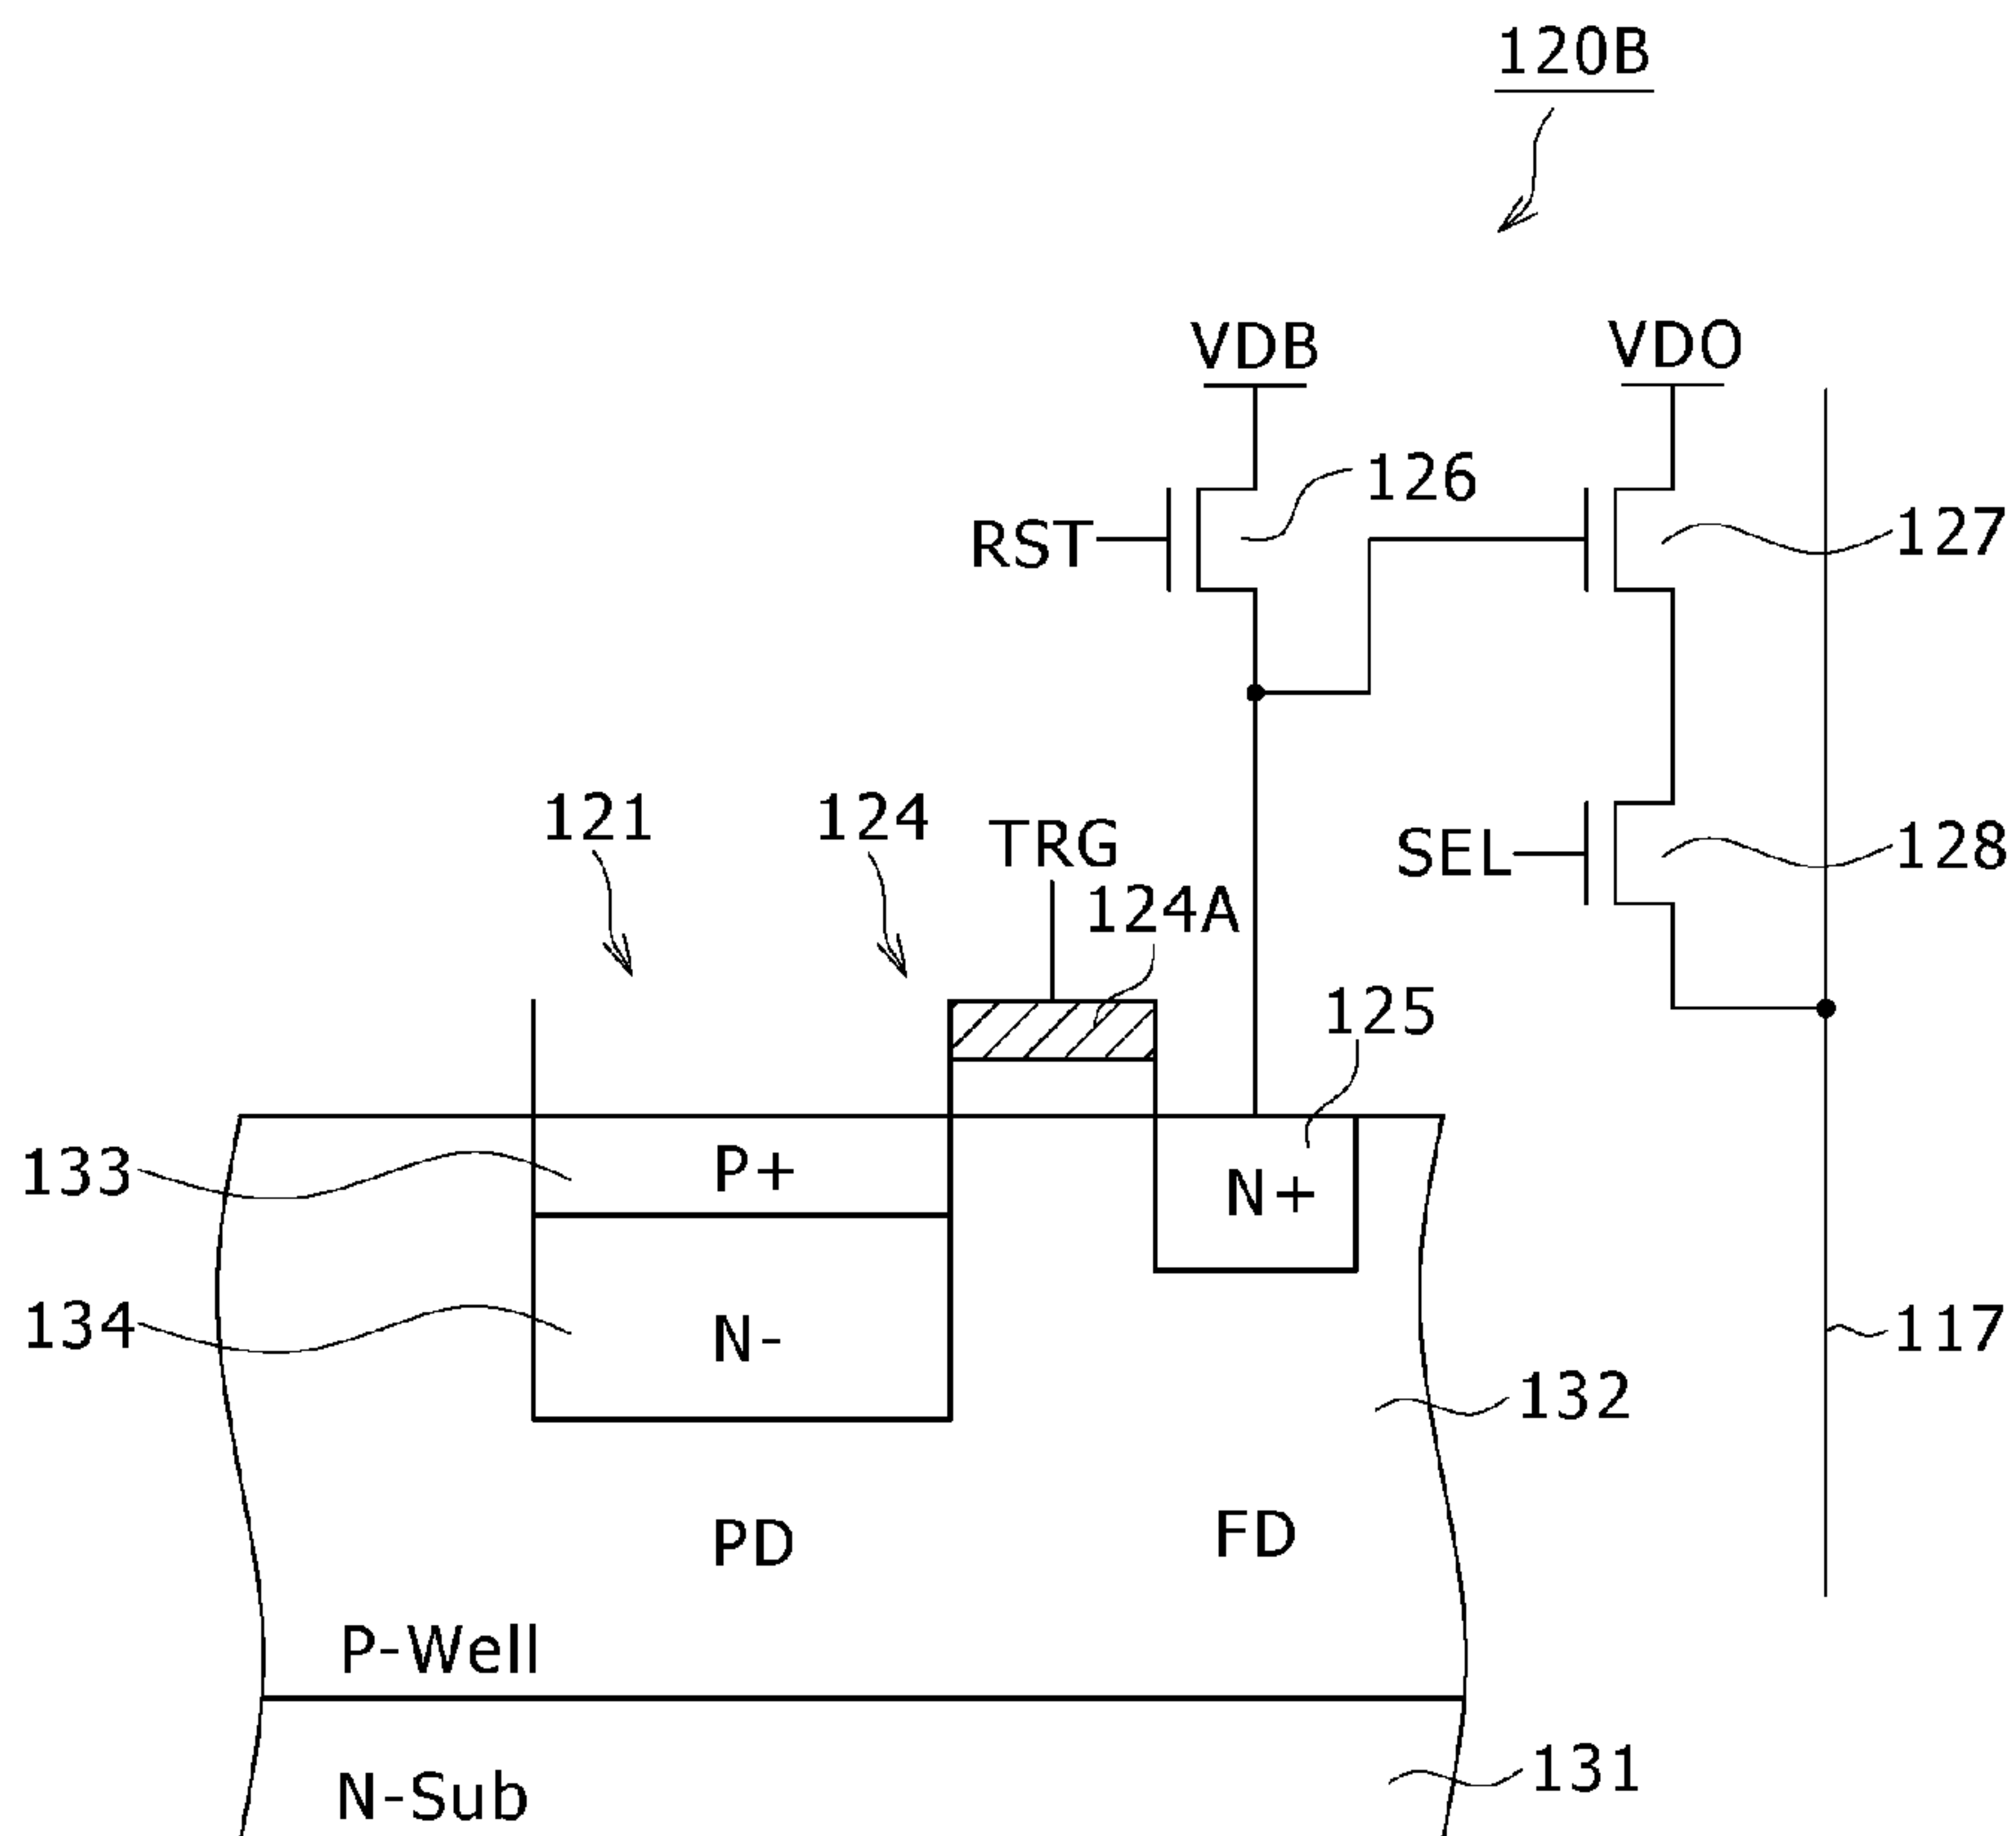 120B
VDB
VDO
126
RST
127
121
124
TRG
SEL
128
124A
125
133
P+
N+
134
N-
117
132
PD
FD
P-Well
N-Sub
131